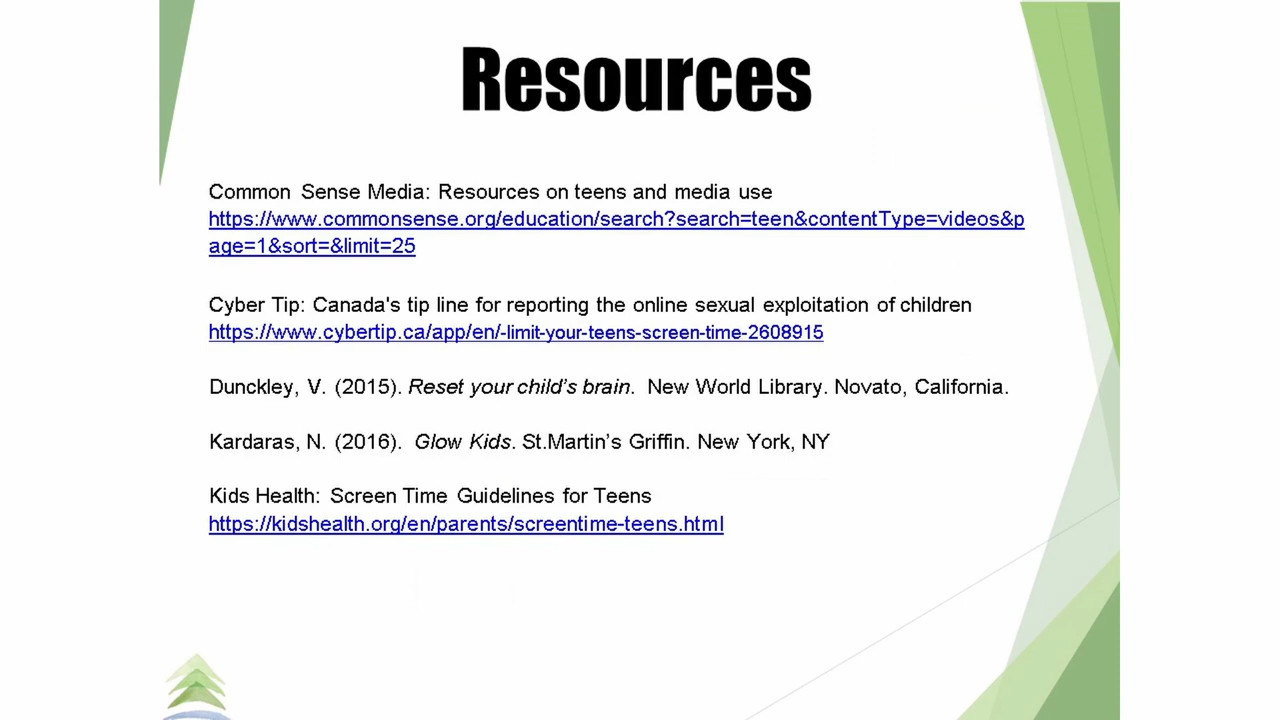 Resources
Common Sense Media: Resources on teens and media use
https://www.commonsense.org/education/search?search=teen&contentType=videos&p
age=1&sort=&limit=25
Cyber Tip: Canada's tip line for reporting the online sexual exploitation of children
https://www.cybertip.ca/app/en/-limit-your-teens-screen-time-2608915
Dunckley, V. (2015). Reset your child’s brain. New World Library. Novato, California.
Kardaras, N. (2016). Glow Kids. St.Martin’s Griffin. New York, NY
Kids Health: Screen Time Guidelines for Teens
https://kidshealth.org/en/parents/screentime-teens.html